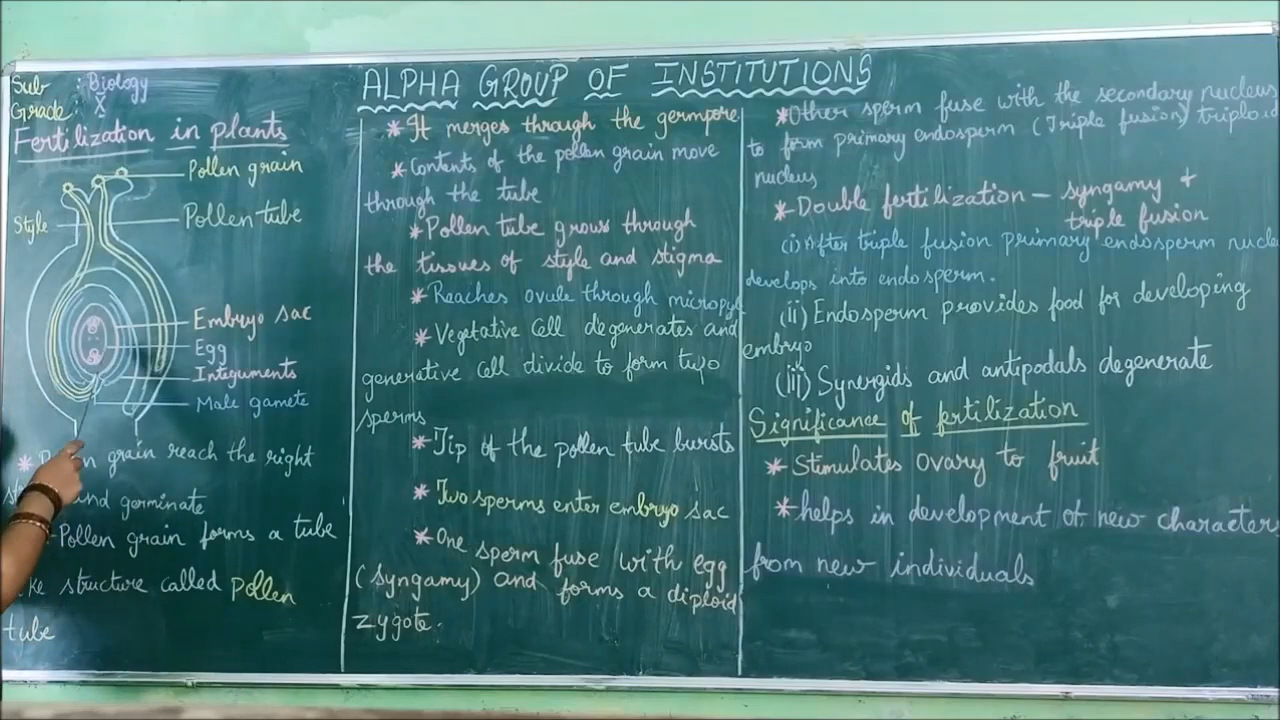 Sub : Biology
Grade : X
ALPHA GROUP OF INSTITUTIONS
Fertilization in plants
Pollen grain
Style
Pollen tube
Embryo sac
Egg
Integuments
Male gamete
* grain reach the right
and germinate
Pollen grain forms a tube
structure called Pollen
tube
* It merges through the germpore
* Contents of the pollen grain move
through the tube
* Pollen tube grows through
the tissues of style and stigma
* Reaches ovule through micropyl
* Vegetative cell degenerates and
generative cell divide to form two
sperms
* Tip of the pollen tube bursts
* Two sperms enter embryo sac
* One sperm fuse with egg
(Syngamy) and forms a diploid
zygote.
* Other sperm fuse with the secondary nucleus
to form primary endosperm (Triple fusion) triploid
nucleus
* Double fertilization - syngamy +
triple fusion
(i) After triple fusion primary endosperm nucle
develops into endosperm.
(ii) Endosperm provides food for developing
embryo
(iii) Synergids and antipodals degenerate
Significance of fertilization
* Stimulates ovary to fruit
* helps in development of new characters
from new individuals